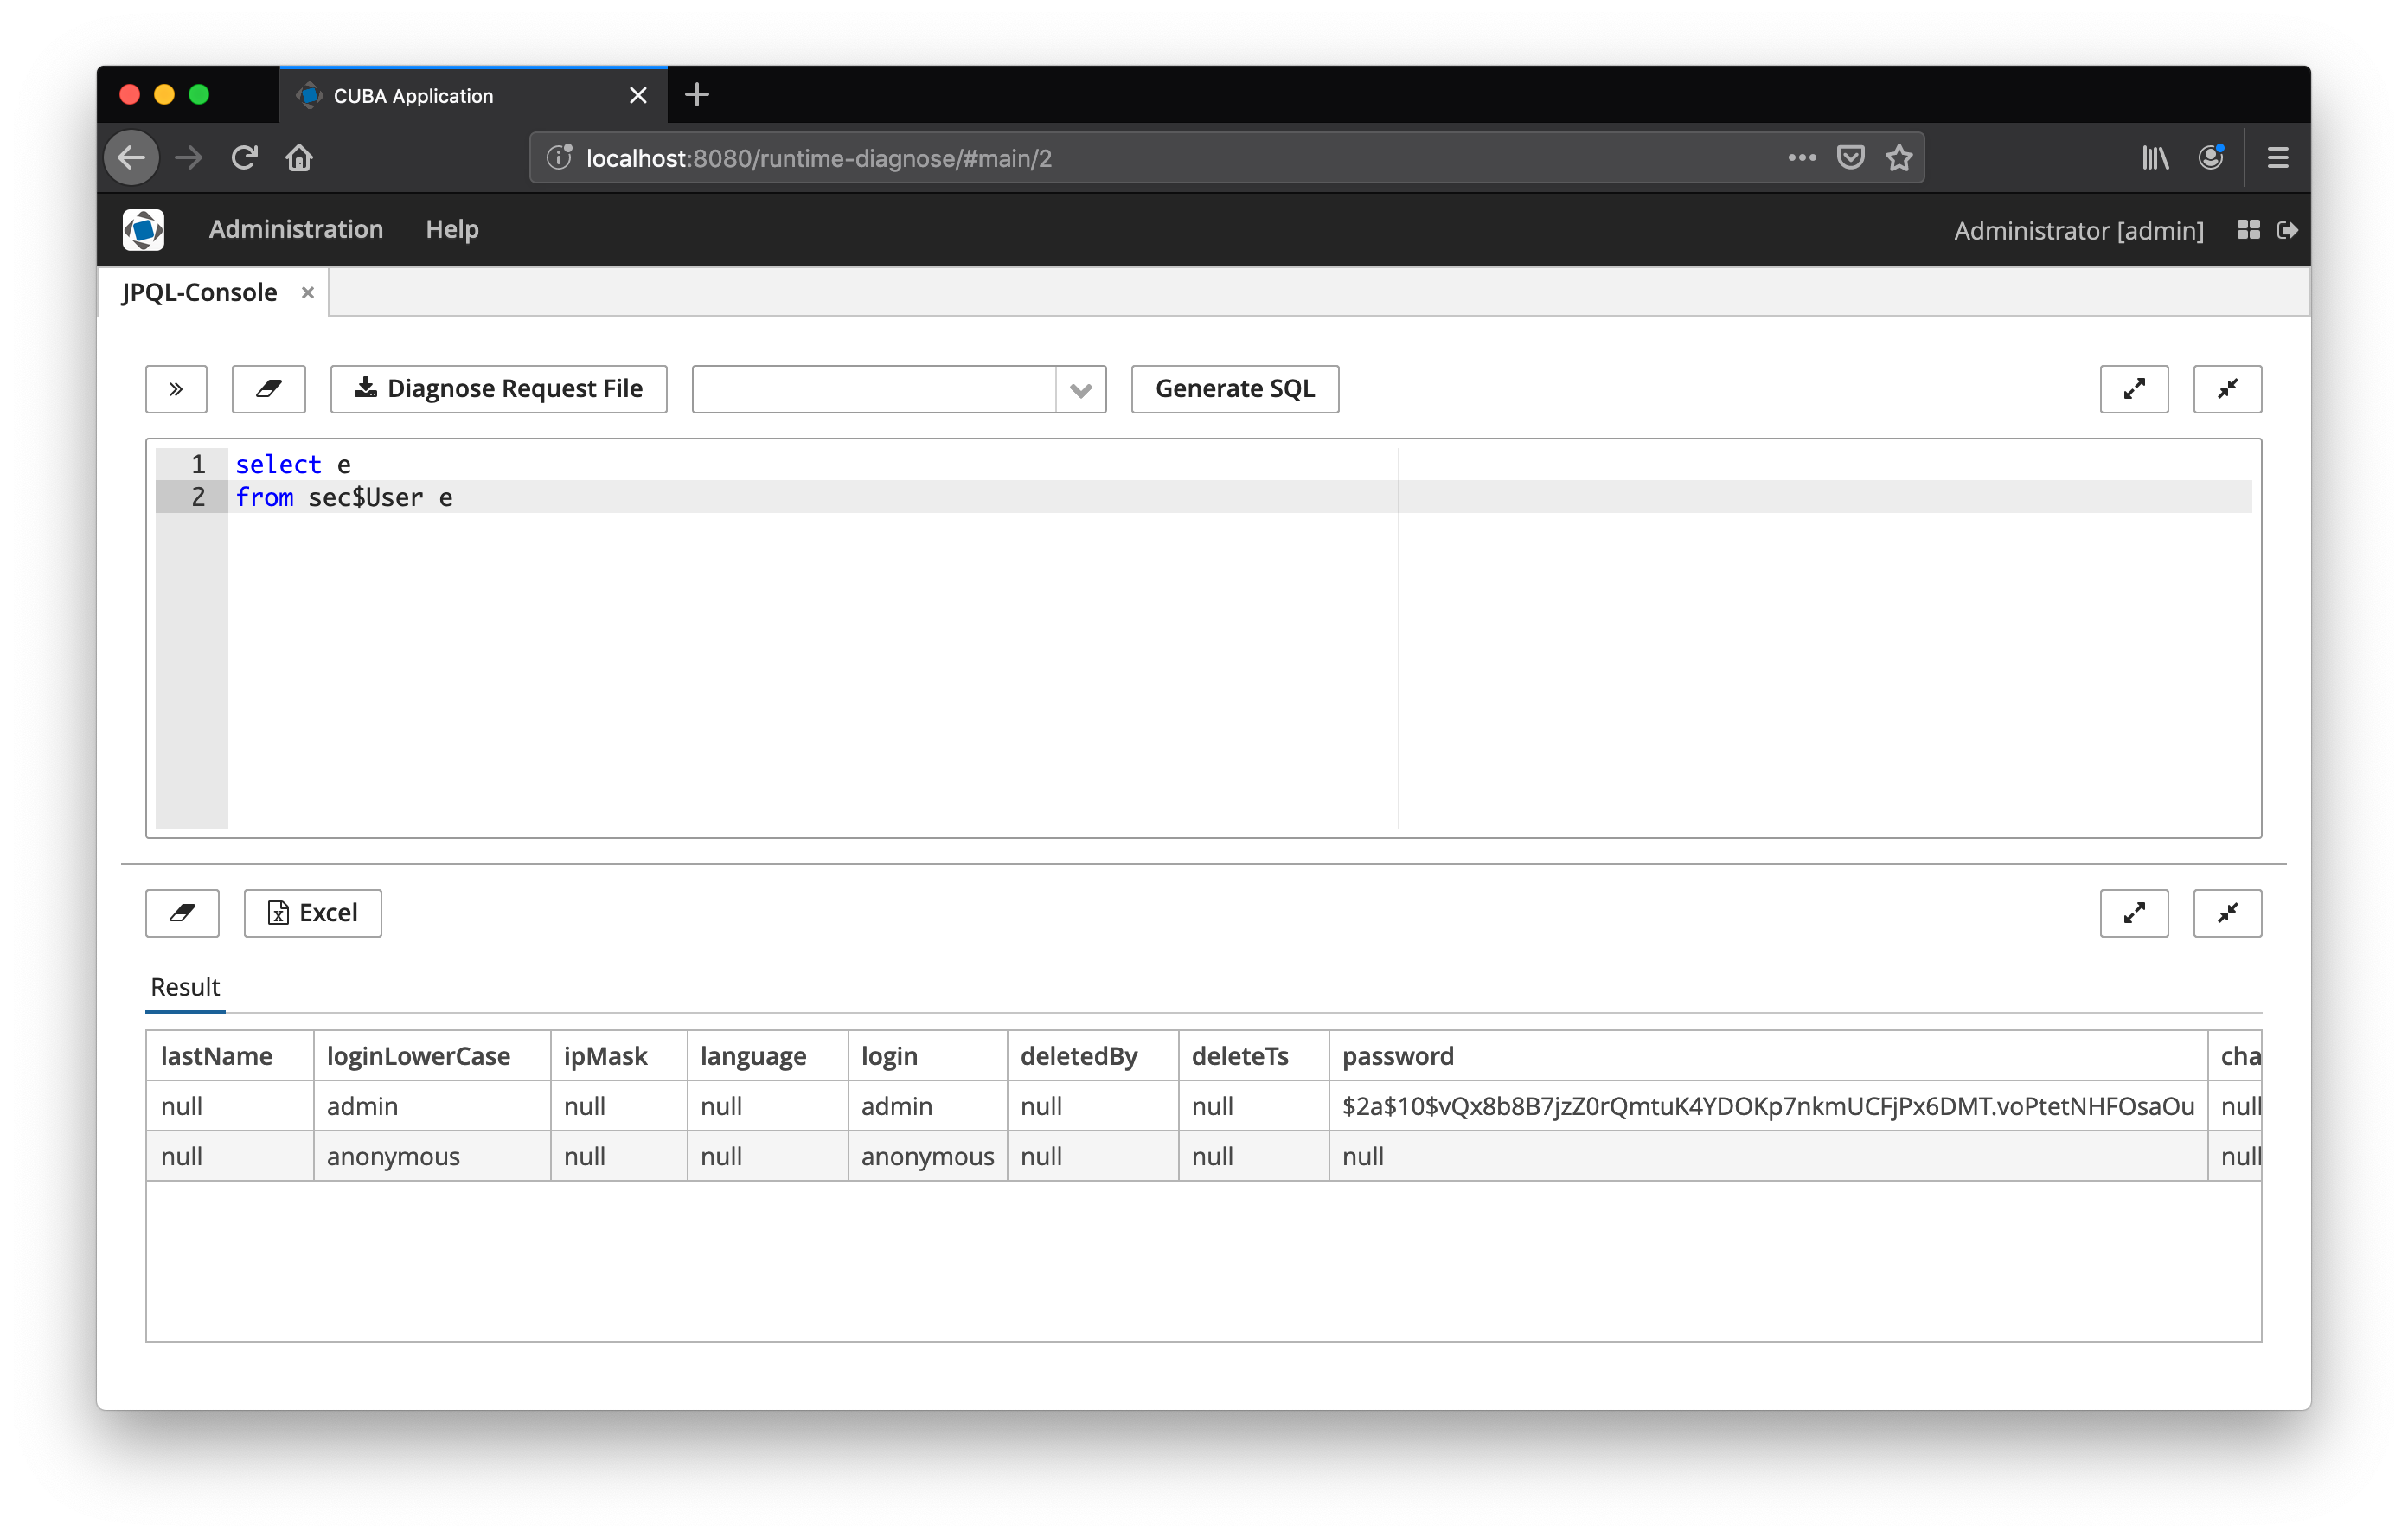 CUBA Application
localhost:8080/runtime-diagnose/#main/2
Administration Help Administrator [admin]
JPQL-Console
Diagnose Request File Generate SQL
1 select e
2 from sec$User e
Excel
Result
lastName loginLowerCase ipMask language login deletedBy deleteTs password cha
null admin null null admin null null $2a$10$vQx8b8B7jzZ0rQmtuK4YDOKp7nkmUCFjPx6DMT.voPtetNHFOsaOu null
null anonymous null null anonymous null null null null